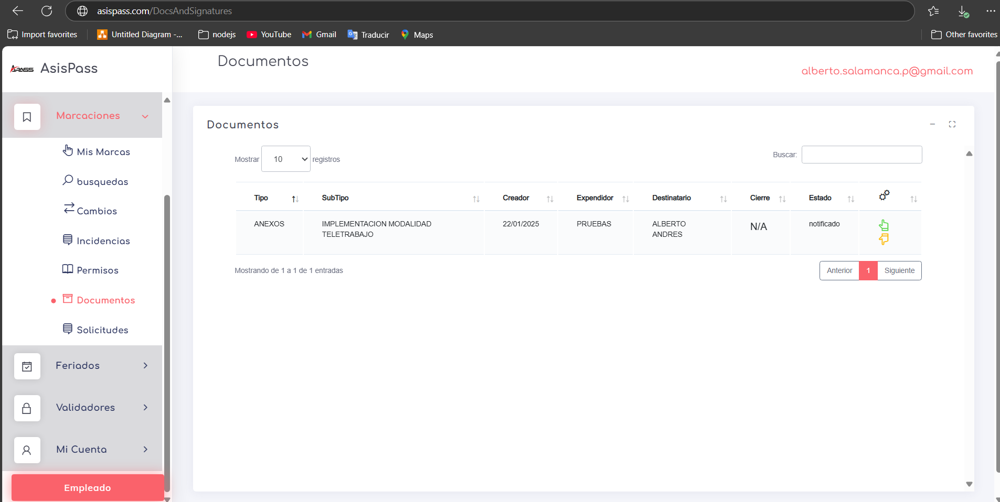 asispass.com/DocsAndSignatures
Import favorites
Untitled Diagram -...
nodejs
YouTube
Gmail
Traducir
Maps
Other favorites
APASS
AsisPass
Documentos
alberto.salamanca.p@gmail.com
Marcaciones
Mis Marcas
busquedas
Cambios
Incidencias
Permisos
Documentos
Solicitudes
Feriados
Validadores
Mi Cuenta
Empleado
Documentos
Mostrar 10 registros
Buscar:
Tipo SubTipo Creador Expendidor Destinatario Cierre Estado
ANEXOS IMPLEMENTACION MODALIDAD 22/01/2025 PRUEBAS ALBERTO N/A notificado
TELETRABAJO ANDRES
Mostrando de 1 a 1 de 1 entradas
Anterior 1 Siguiente